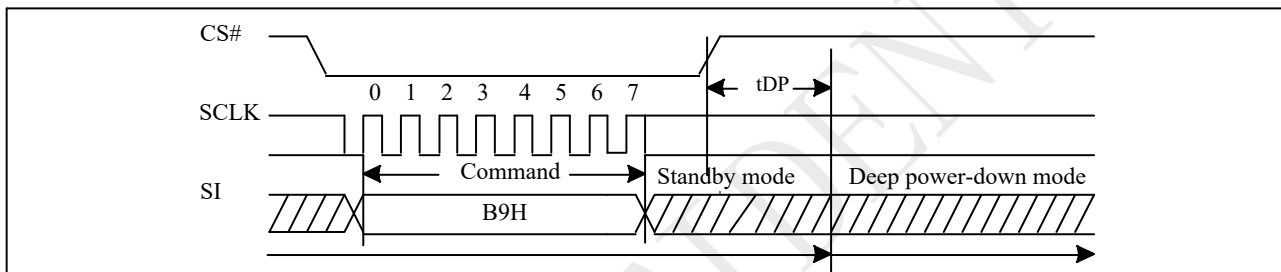 CS#
tDP
0 1 2 3 4 5 6 7
SCLK
Command
Standby mode
Deep power-down mode
SI
B9H